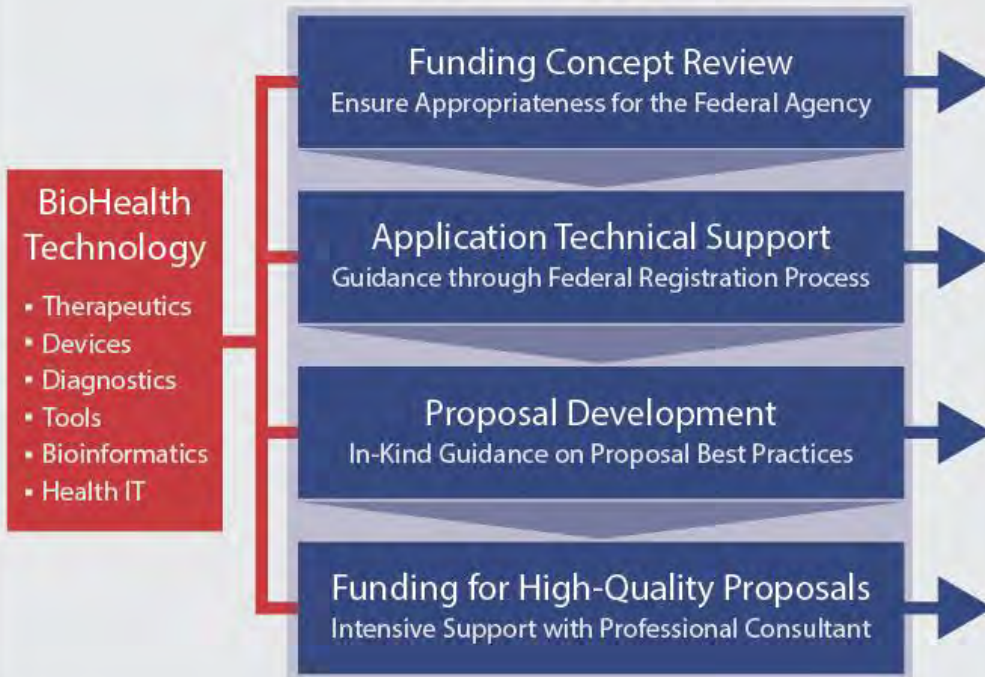 BioHealth
Technology
▪ Therapeutics
▪ Devices
▪ Diagnostics
▪ Tools
▪ Bioinformatics
▪ Health IT
Funding Concept Review
Ensure Appropriateness for the Federal Agency
Application Technical Support
Guidance through Federal Registration Process
Proposal Development
In-Kind Guidance on Proposal Best Practices
Funding for High-Quality Proposals
Intensive Support with Professional Consultant